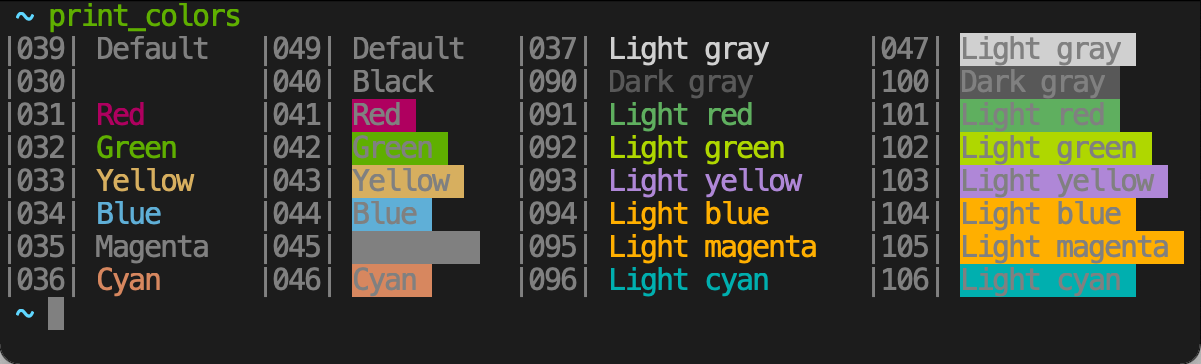 ~ print_colors
|039| Default |049| Default |037| Light gray |047| Light gray
|030| |040| Black |090| Dark gray |100| Dark gray
|031| Red |041| Red |091| Light red |101| Light red
|032| Green |042| Green |092| Light green |102| Light green
|033| Yellow |043| Yellow |093| Light yellow |103| Light yellow
|034| Blue |044| Blue |094| Light blue |104| Light blue
|035| Magenta |045| |095| Light magenta |105| Light magenta
|036| Cyan |046| Cyan |096| Light cyan |106| Light cyan
~